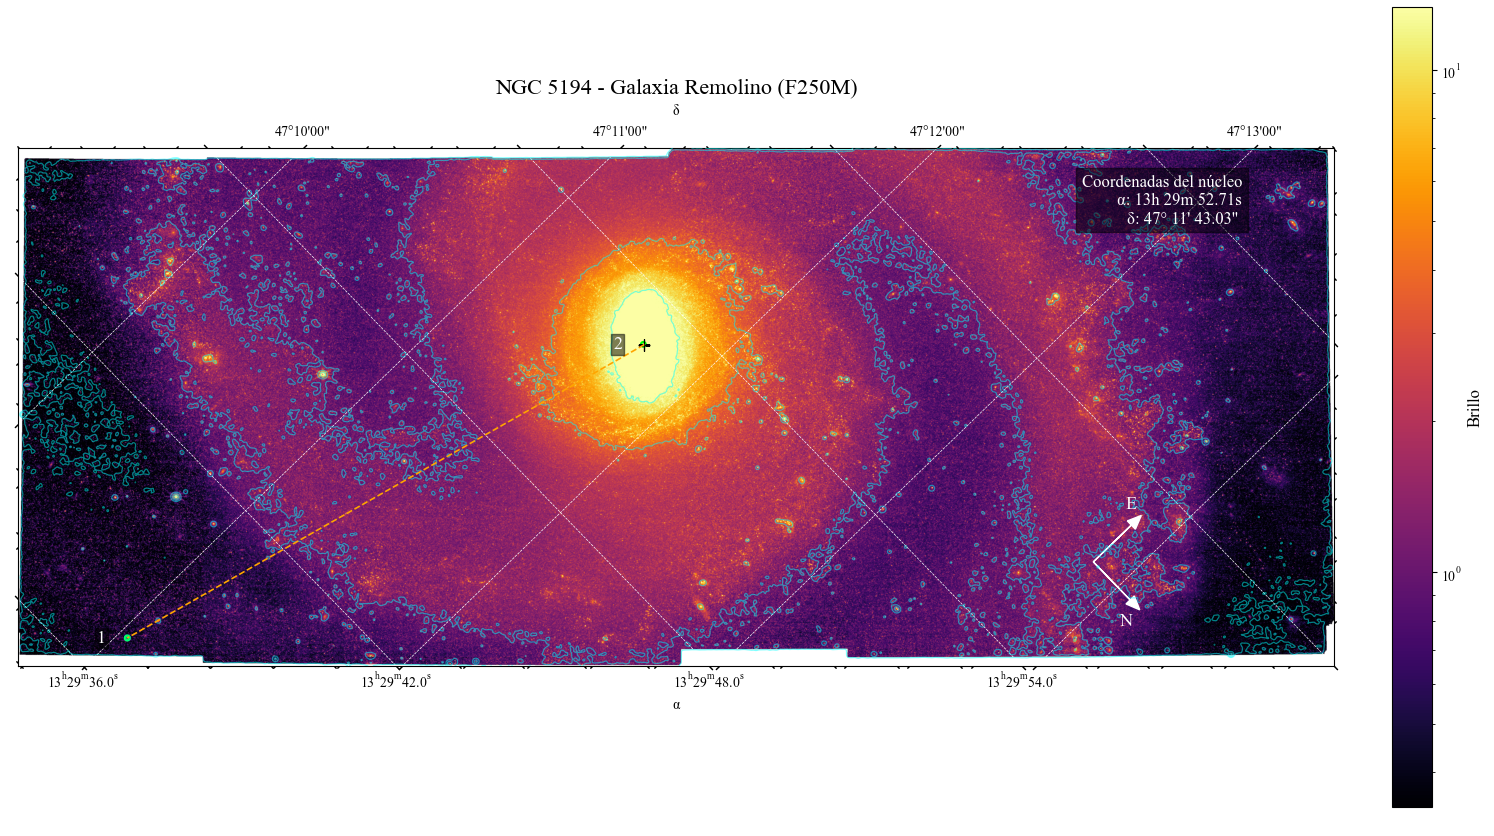 NGC 5194 - Galaxia Remolino (F250M)
δ
47°10'00" 47°11'00" 47°12'00" 47°13'00"
Coordenadas del núcleo
α: 13h 29m 52.71s
δ: 47° 11' 43.03"
2
E
N
1
13h29m36.0s 13h29m42.0s 13h29m48.0s 13h29m54.0s
α
10¹
10⁰
Brillo